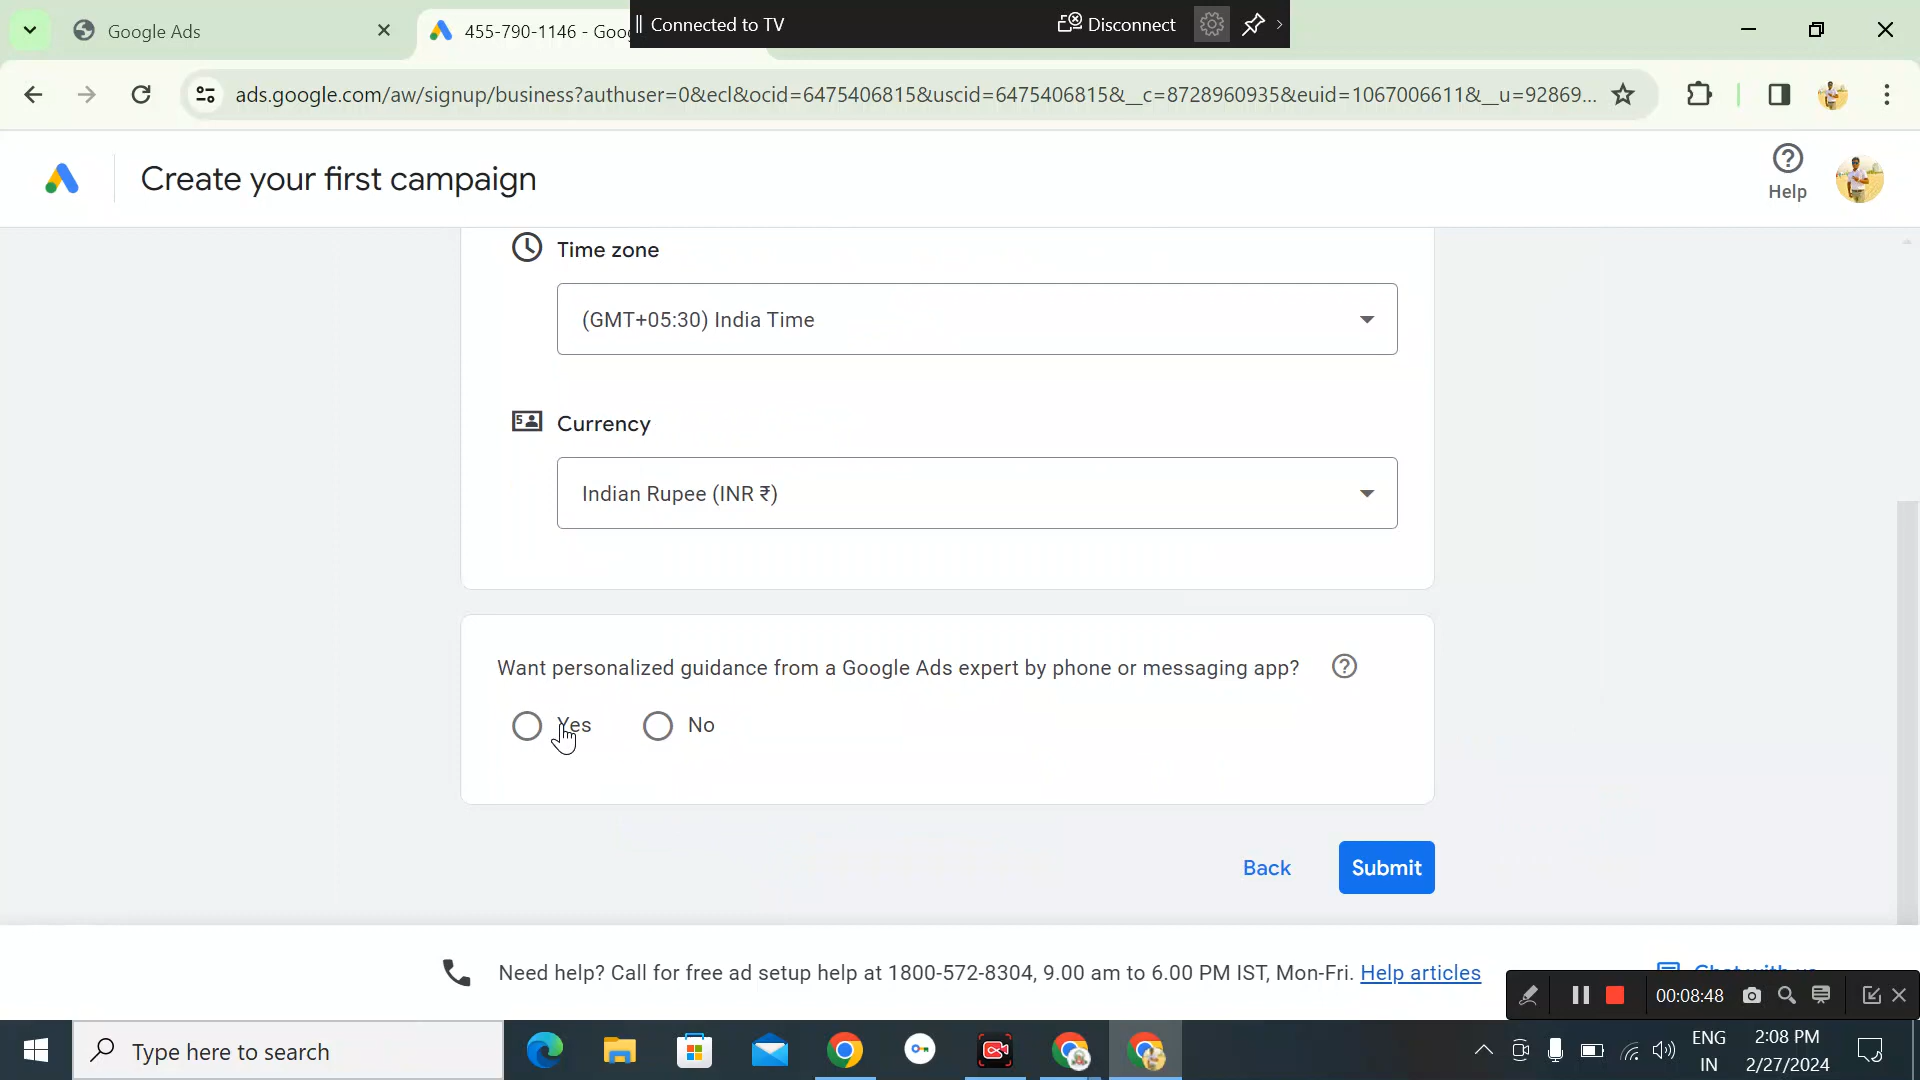 Google Ads
455-790-1146 - Goog
Connected to TV
Disconnect
ads.google.com/aw/signup/business?authuser=0&ecl&ocid=6475406815&uscid=6475406815&__c=8728960935&euid=1067006611&__u=92869...
Create your first campaign
Help
Time zone
(GMT+05:30) India Time
Currency
Indian Rupee (INR ₹)
Want personalized guidance from a Google Ads expert by phone or messaging app?
Yes
No
Back
Submit
Need help? Call for free ad setup help at 1800-572-8304, 9.00 am to 6.00 PM IST, Mon-Fri. Help articles
Chat with us
00:08:48
Type here to search
ENG
IN
2:08 PM
2/27/2024